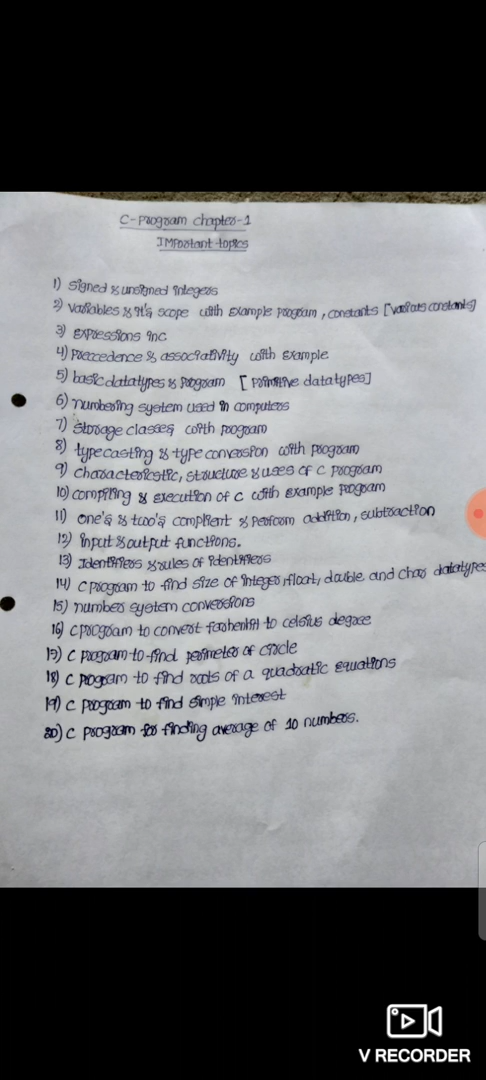 C-Program chapter-1
IMPortant topics
1) Signed & unsigned integers
2) Variables & it's scope with Example program, constants [various constants]
3) Expressions inc
4) Precedence & associativity with example
5) basic datatypes & program [Primitive datatypes]
6) numbering system used in computers
7) Storage classes with program
8) type casting & type conversion with program
9) characteristic, structure & uses of c program
10) compiling & execution of c with example program
11) one's & two's complient & perform addition, subtraction
12) input & output functions.
13) Identifiers & rules of identifiers
14) C program to find size of integer, float, double and char datatypes
15) number system conversions
16) C program to convert farhenhit to celsius degree
17) C program to find perimeter of circle
18) C program to find roots of a quadratic equations
19) C program to find simple interest
20) C program for finding average of 10 numbers.
V RECORDER